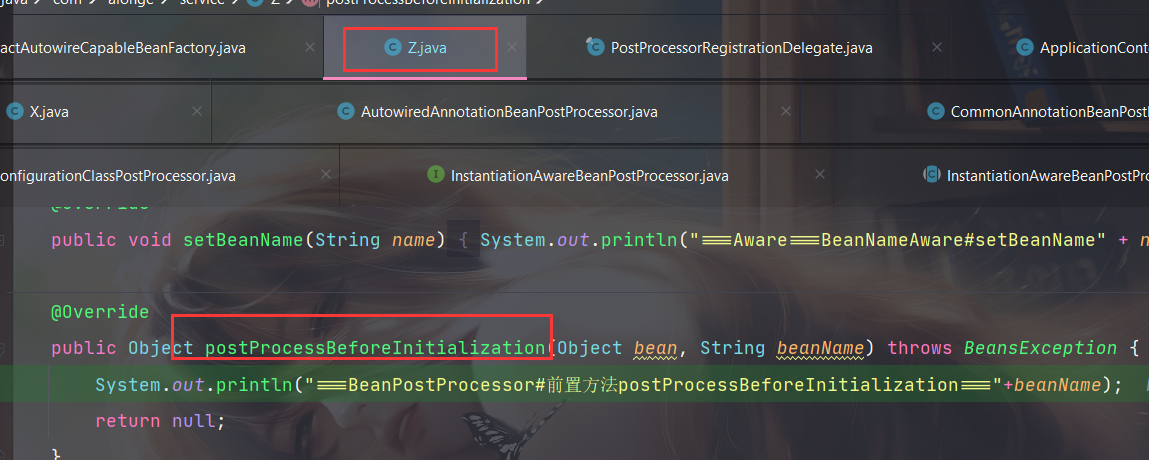 java > com > alonge > service > Z > postProcessBeforeInitialization >
actAutowireCapableBeanFactory.java Z.java PostProcessorRegistrationDelegate.java ApplicationCont
X.java AutowiredAnnotationBeanPostProcessor.java CommonAnnotationBeanPost
onfigurationClassPostProcessor.java InstantiationAwareBeanPostProcessor.java InstantiationAwareBeanPostPro
@Override
public void setBeanName(String name) { System.out.println("===Aware===BeanNameAware#setBeanName" + n
@Override
public Object postProcessBeforeInitialization(Object bean, String beanName) throws BeansException {
System.out.println("===BeanPostProcessor#前置方法postProcessBeforeInitialization==="+beanName);
return null;
}